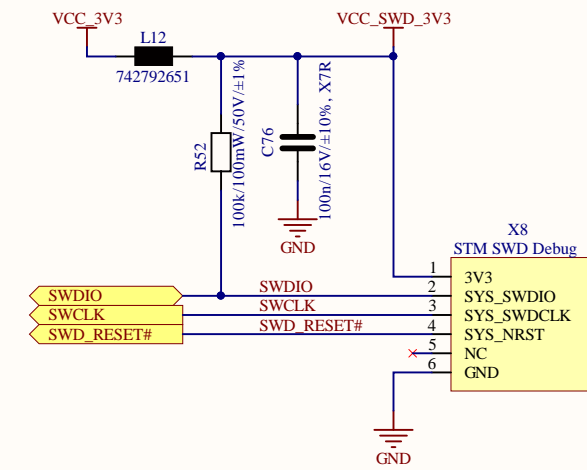 VCC_3V3
VCC_SWD_3V3
L12
742792651
R52
100k/100mW/50V/±1%
C76
100n/16V/±10%, X7R
GND
X8
STM SWD Debug
1
3V3
SWDIO
SWDIO
2
SYS_SWDIO
SWCLK
SWCLK
3
SYS_SWDCLK
SWD_RESET#
SWD_RESET#
4
SYS_NRST
5
NC
6
GND
GND